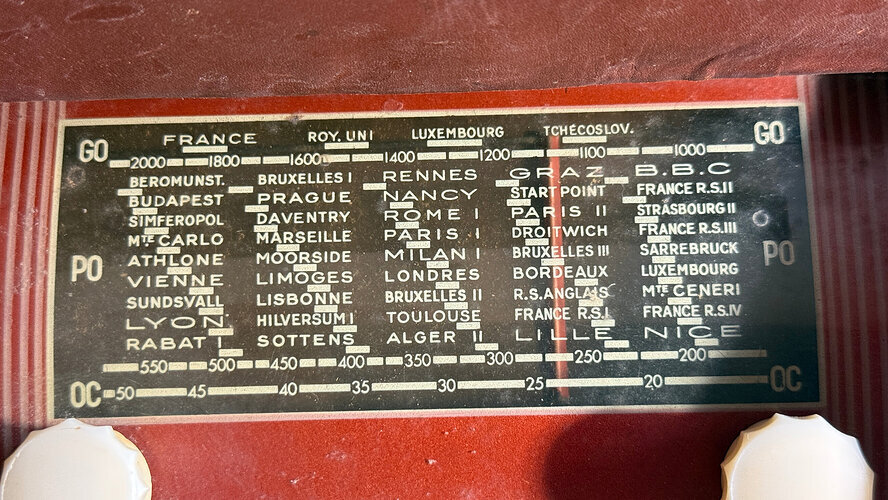 GO FRANCE ROY. UNI LUXEMBOURG TCHÉCOSLOV. GO
2000 1800 1600 1400 1200 1100 1000
BEROMUNST. BRUXELLES I RENNES GRAZ B.B.C
BUDAPEST PRAGUE NANCY START POINT FRANCE R.S.II
SIMFEROPOL DAVENTRY ROME I PARIS II STRASBOURG II
MTE CARLO MARSEILLE PARIS I DROITWICH FRANCE R.S.III
ATHLONE MOORSIDE MILAN I BRUXELLES III SARREBRUCK
PO VIENNE LIMOGES LONDRES BORDEAUX LUXEMBOURG PO
SUNDSVALL LISBONNE BRUXELLES II R.S.ANGLAIS MTE CENERI
LYON HILVERSUM I TOULOUSE FRANCE R.S.I FRANCE R.S.IV
RABAT I SOTTENS ALGER II LILLE NICE
550 500 450 400 350 300 250 200
OC 50 45 40 35 30 25 20 OC